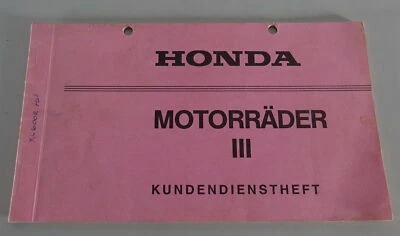 HONDA
MOTORRÄDER
III
KUNDENDIENSTHEFT